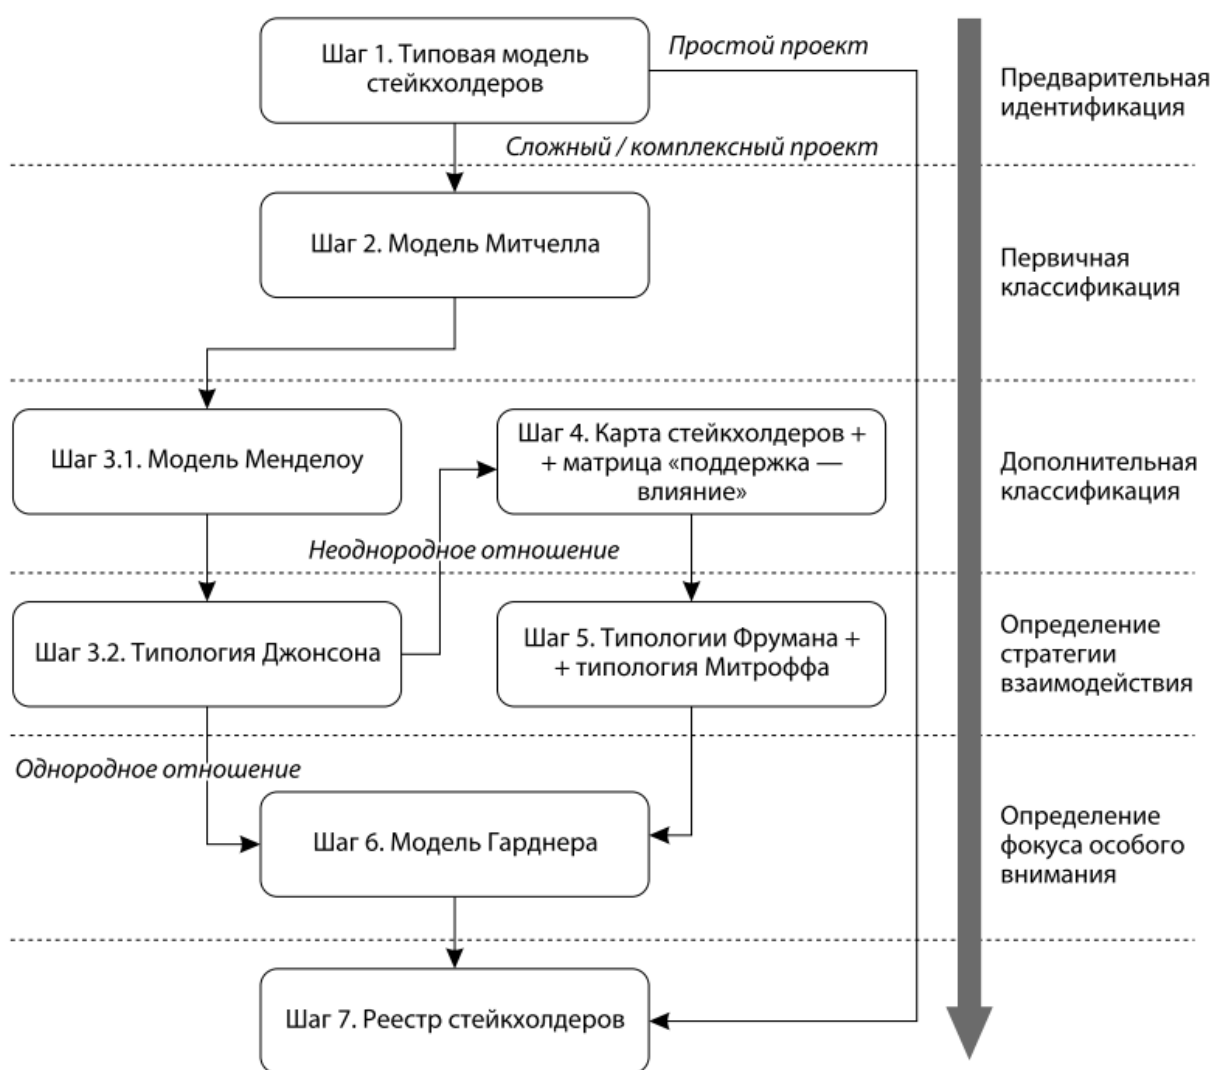 Шаг 1. Типовая модель
стейкхолдеров
Простой проект
Предварительная
идентификация
Сложный / комплексный проект
Шаг 2. Модель Митчелла
Первичная
классификация
Шаг 3.1. Модель Менделоу
Шаг 4. Карта стейкхолдеров +
+ матрица «поддержка —
влияние»
Дополнительная
классификация
Неоднородное отношение
Шаг 3.2. Типология Джонсона
Шаг 5. Типологии Фрумана +
+ типология Митроффа
Определение
стратегии
взаимодействия
Однородное отношение
Шаг 6. Модель Гарднера
Определение
фокуса особого
внимания
Шаг 7. Реестр стейкхолдеров